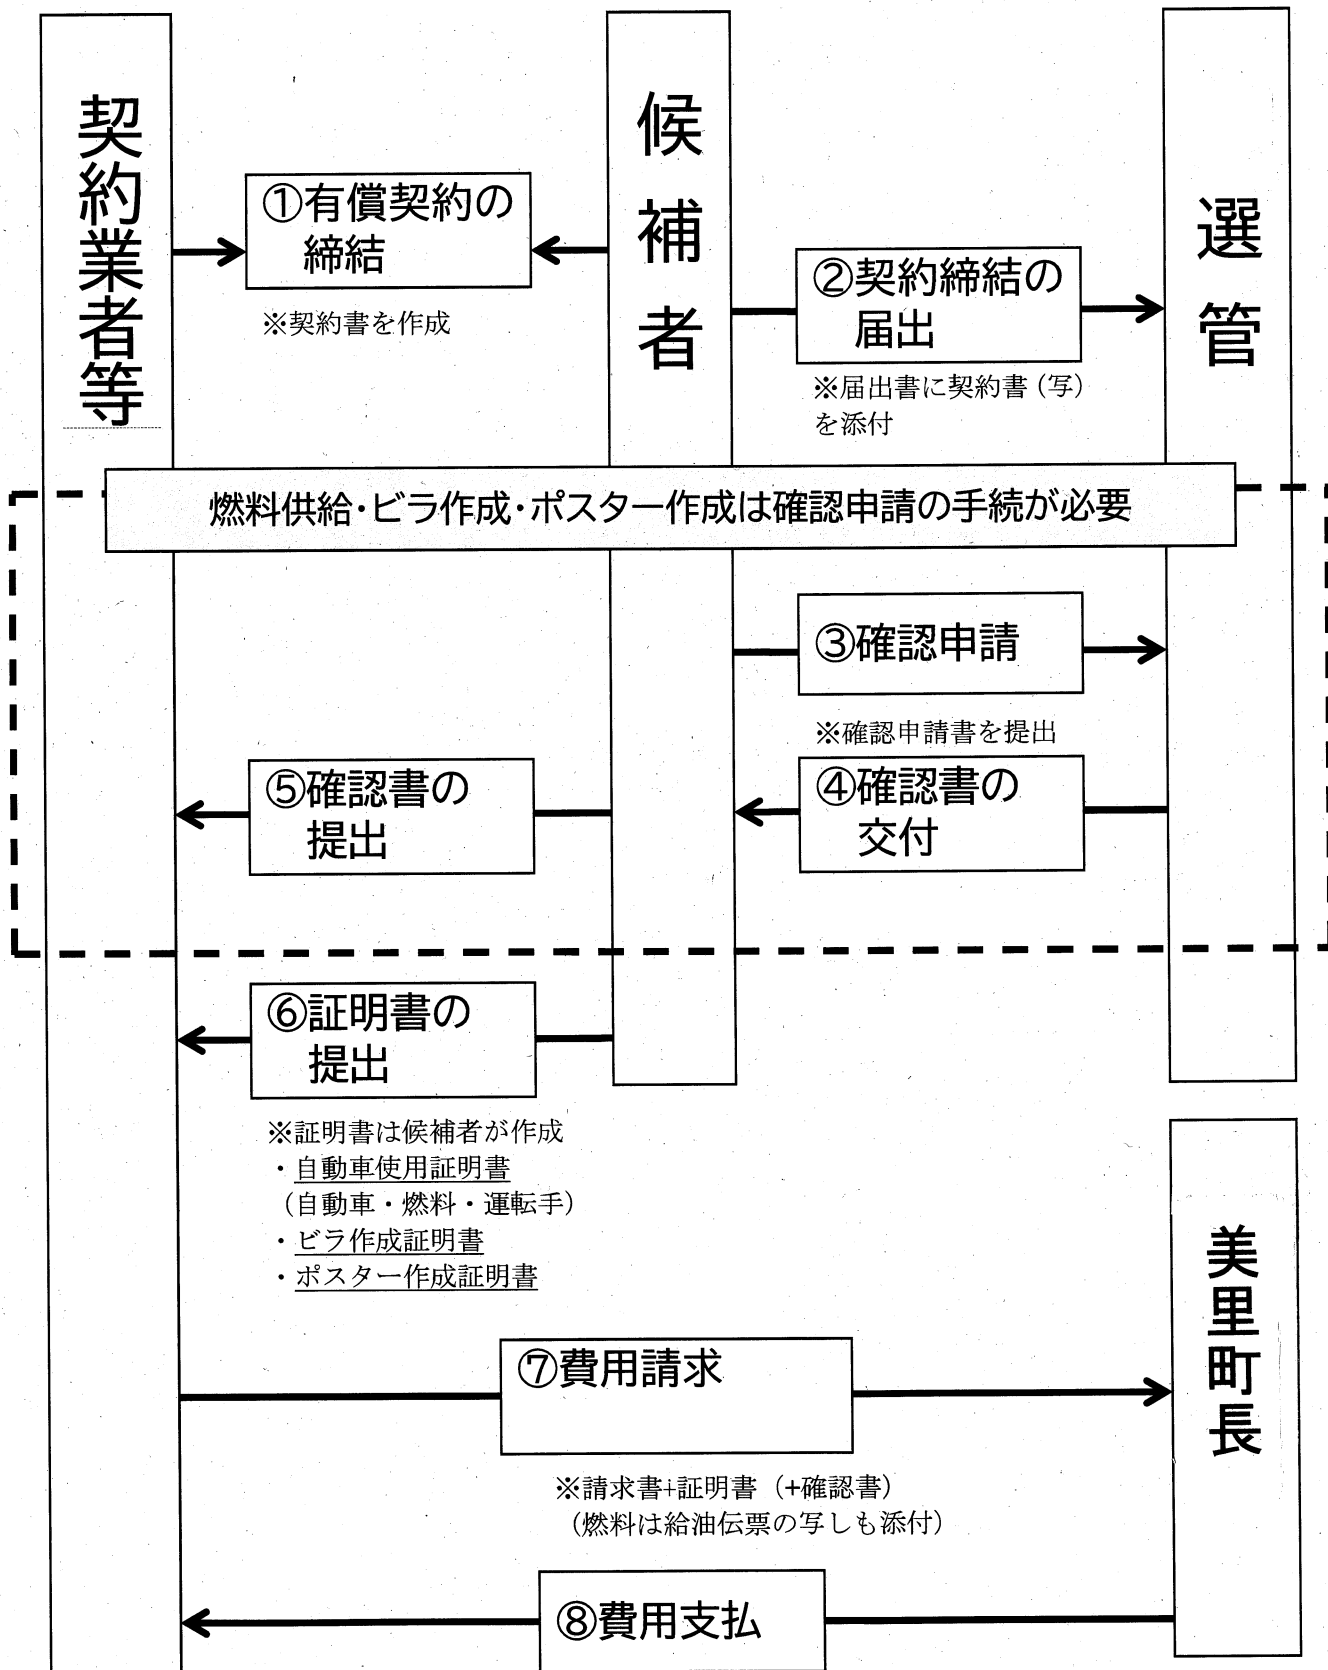 契約業者等
候補者
選管
①有償契約の
締結
※契約書を作成
②契約締結の
届出
※届出書に契約書（写）
を添付
燃料供給・ビラ作成・ポスター作成は確認申請の手続が必要
③確認申請
※確認申請書を提出
④確認書の
交付
⑤確認書の
提出
⑥証明書の
提出
※証明書は候補者が作成
・自動車使用証明書
（自動車・燃料・運転手）
・ビラ作成証明書
・ポスター作成証明書
美里町長
⑦費用請求
※請求書+証明書（+確認書）
（燃料は給油伝票の写しも添付）
⑧費用支払